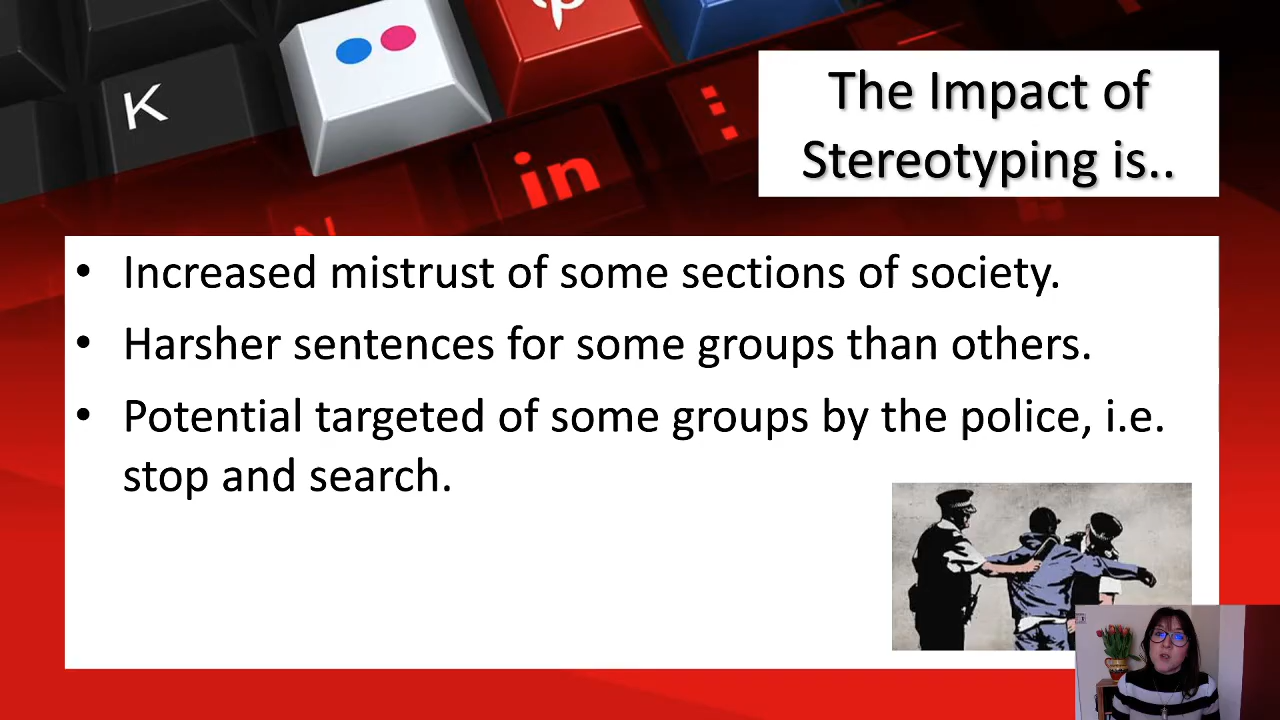 K
in
N
The Impact of
Stereotyping is..
• Increased mistrust of some sections of society.
• Harsher sentences for some groups than others.
• Potential targeted of some groups by the police, i.e.
stop and search.